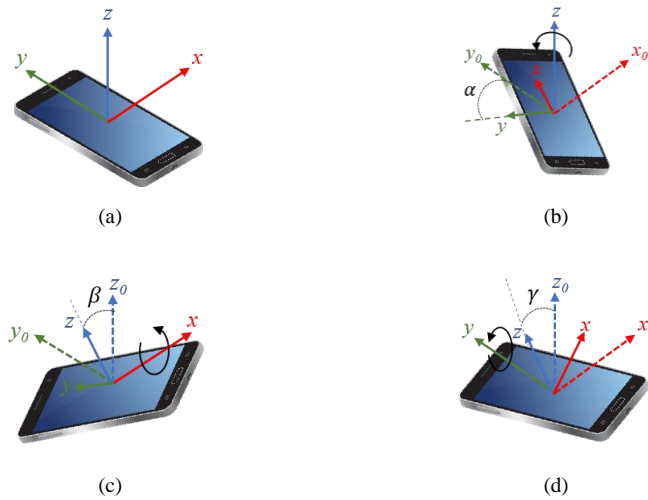 z
y
x
(a)
z
y₀
x₀
x
α
y
(b)
β
z₀
z
x
y₀
y
(c)
γ
z₀
y
z
x
x
(d)